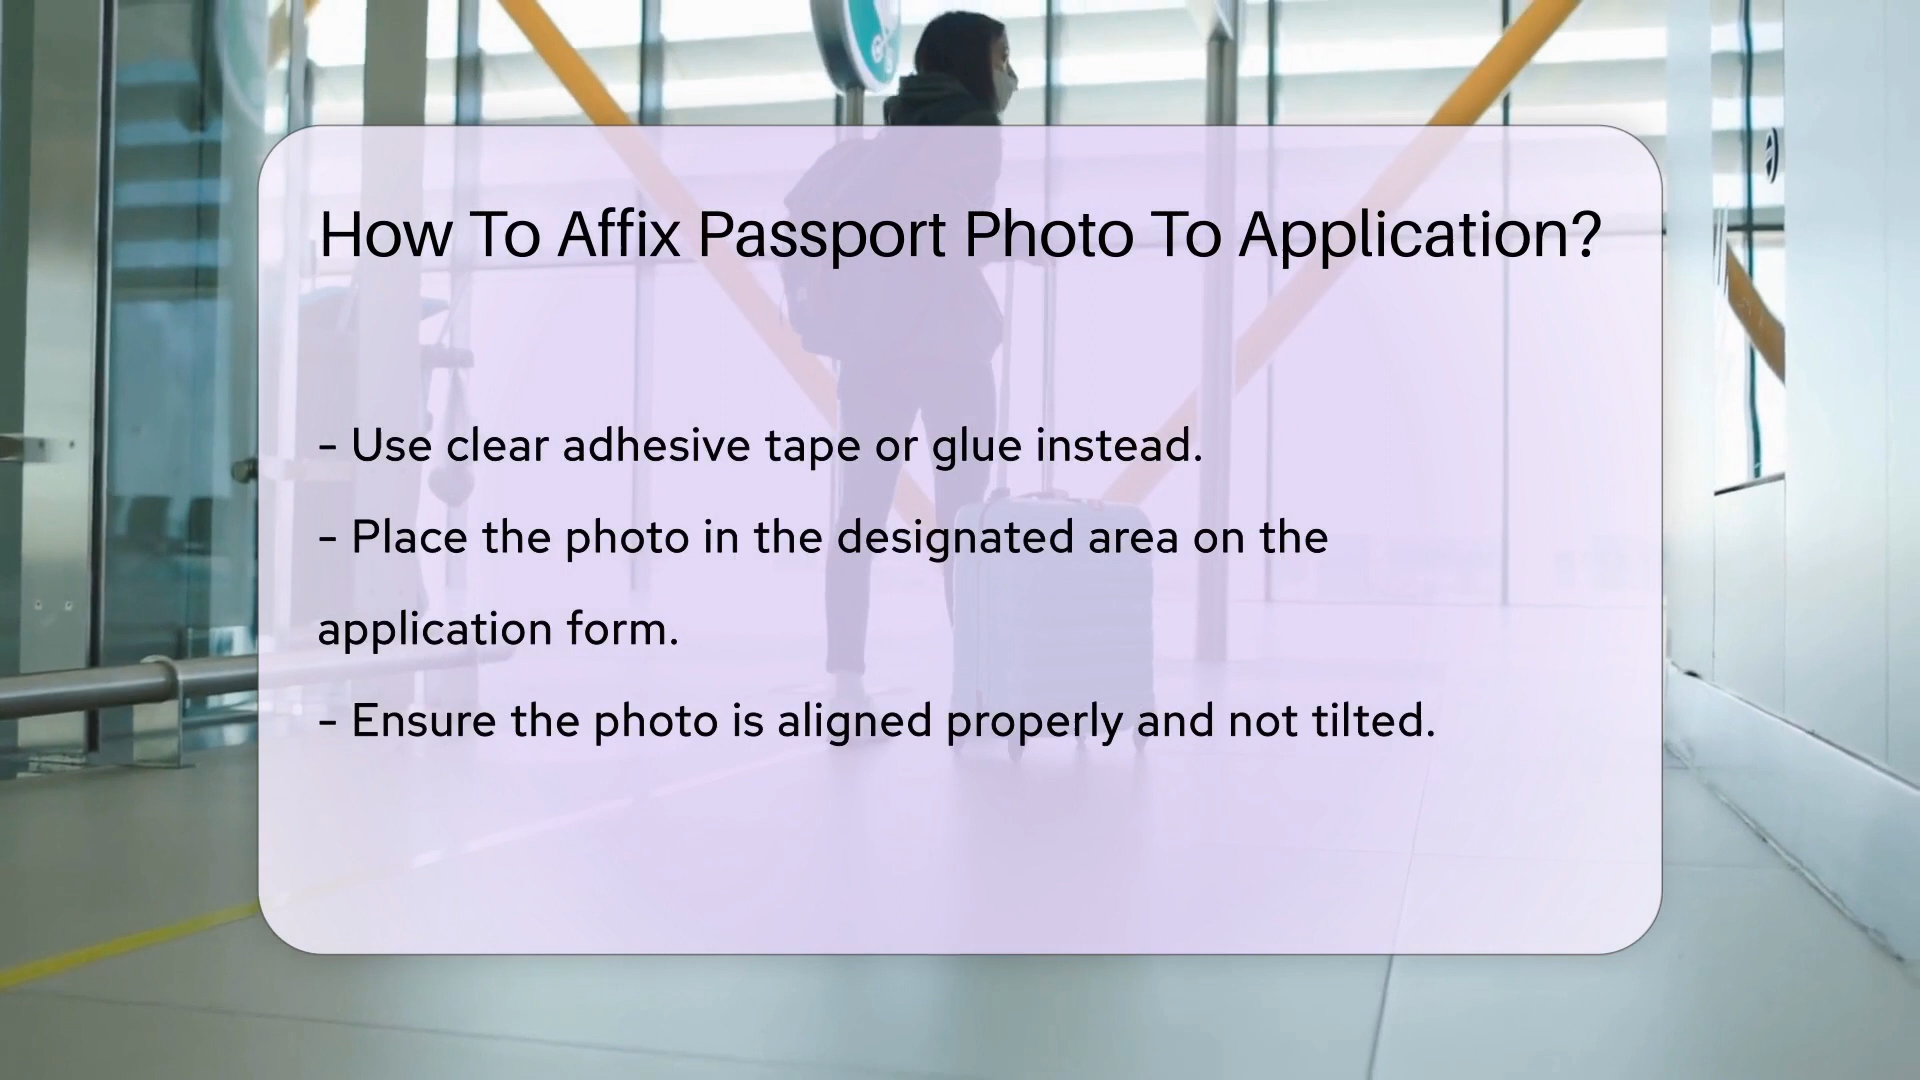 How To Affix Passport Photo To Application?
- Use clear adhesive tape or glue instead.
- Place the photo in the designated area on the
application form.
- Ensure the photo is aligned properly and not tilted.